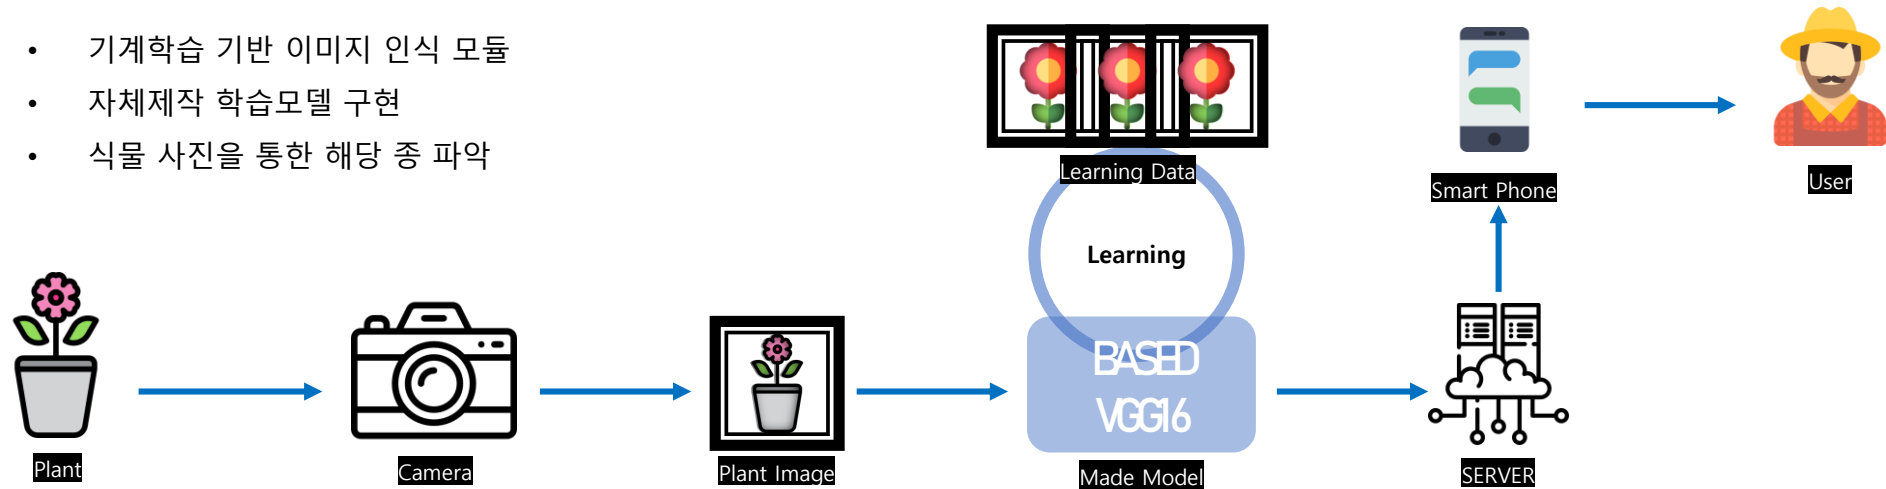 • 기계학습 기반 이미지 인식 모듈
• 자체제작 학습모델 구현
• 식물 사진을 통한 해당 종 파악
Learning Data
Smart Phone
User
Learning
BASED
VGG16
Plant
Camera
Plant Image
Made Model
SERVER